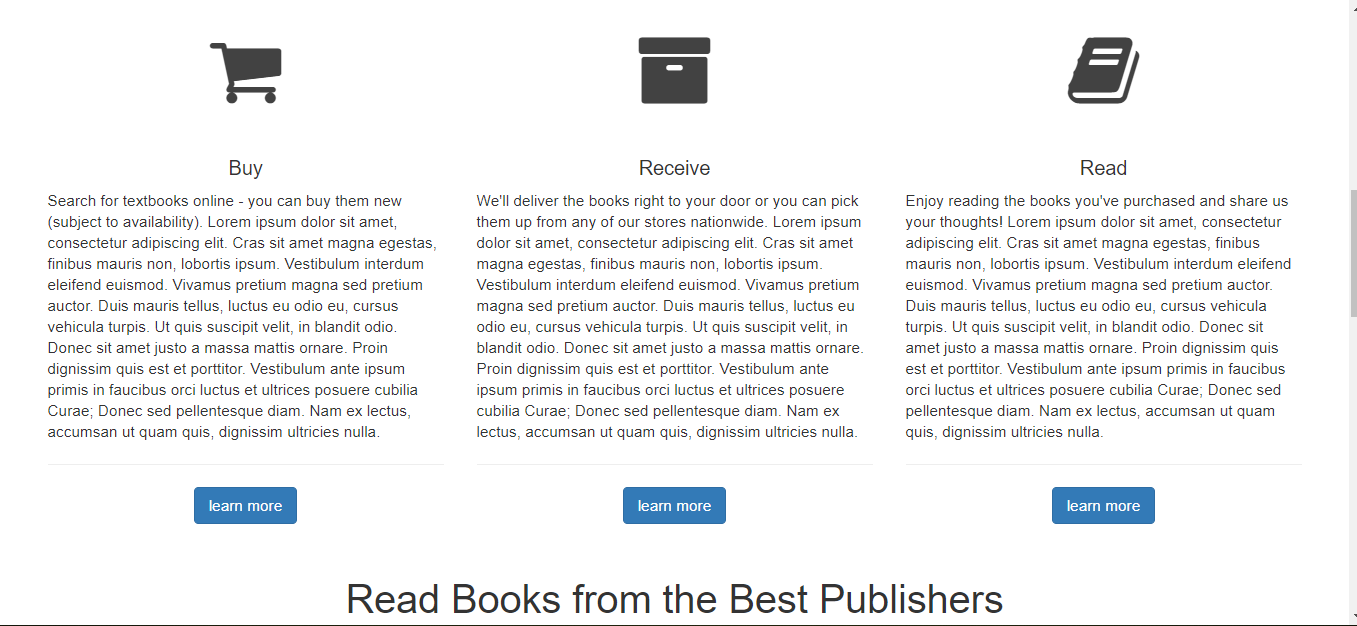 Buy
Search for textbooks online - you can buy them new
(subject to availability). Lorem ipsum dolor sit amet,
consectetur adipiscing elit. Cras sit amet magna egestas,
finibus mauris non, lobortis ipsum. Vestibulum interdum
eleifend euismod. Vivamus pretium magna sed pretium
auctor. Duis mauris tellus, luctus eu odio eu, cursus
vehicula turpis. Ut quis suscipit velit, in blandit odio.
Donec sit amet justo a massa mattis ornare. Proin
dignissim quis est et porttitor. Vestibulum ante ipsum
primis in faucibus orci luctus et ultrices posuere cubilia
Curae; Donec sed pellentesque diam. Nam ex lectus,
accumsan ut quam quis, dignissim ultricies nulla.
learn more
Receive
We'll deliver the books right to your door or you can pick
them up from any of our stores nationwide. Lorem ipsum
dolor sit amet, consectetur adipiscing elit. Cras sit amet
magna egestas, finibus mauris non, lobortis ipsum.
Vestibulum interdum eleifend euismod. Vivamus pretium
magna sed pretium auctor. Duis mauris tellus, luctus eu
odio eu, cursus vehicula turpis. Ut quis suscipit velit, in
blandit odio. Donec sit amet justo a massa mattis ornare.
Proin dignissim quis est et porttitor. Vestibulum ante
ipsum primis in faucibus orci luctus et ultrices posuere
cubilia Curae; Donec sed pellentesque diam. Nam ex
lectus, accumsan ut quam quis, dignissim ultricies nulla.
learn more
Read
Enjoy reading the books you've purchased and share us
your thoughts! Lorem ipsum dolor sit amet, consectetur
adipiscing elit. Cras sit amet magna egestas, finibus
mauris non, lobortis ipsum. Vestibulum interdum eleifend
euismod. Vivamus pretium magna sed pretium auctor.
Duis mauris tellus, luctus eu odio eu, cursus vehicula
turpis. Ut quis suscipit velit, in blandit odio. Donec sit
amet justo a massa mattis ornare. Proin dignissim quis
est et porttitor. Vestibulum ante ipsum primis in faucibus
orci luctus et ultrices posuere cubilia Curae; Donec sed
pellentesque diam. Nam ex lectus, accumsan ut quam
quis, dignissim ultricies nulla.
learn more
Read Books from the Best Publishers